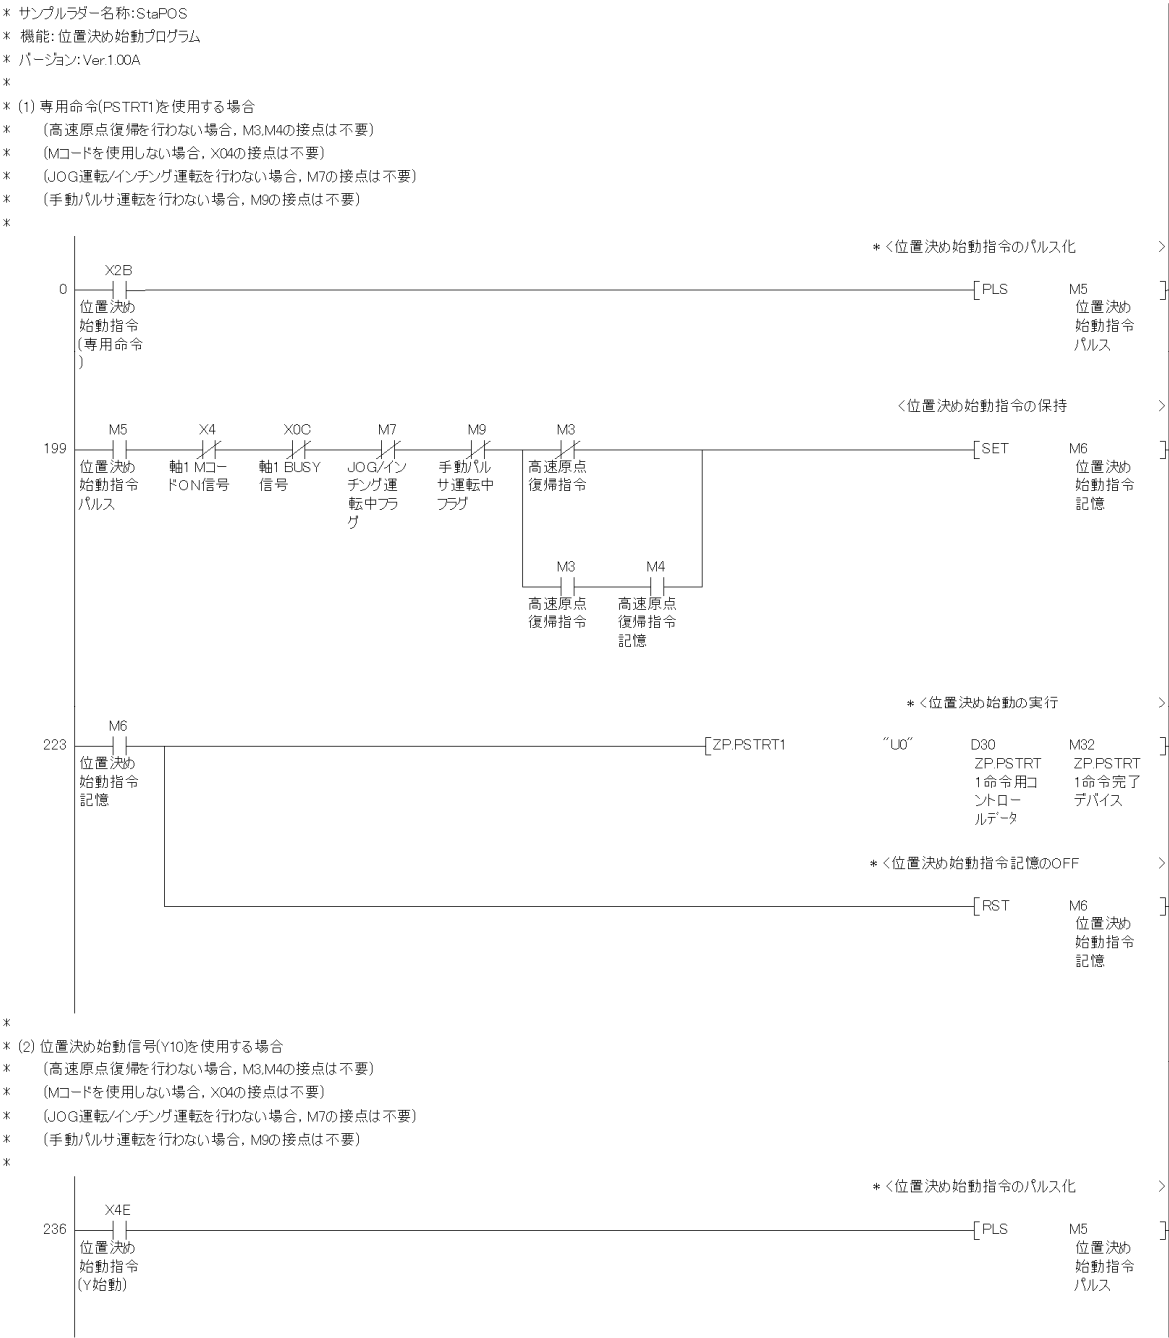 * サンプルラダー名称:StaPOS
* 機能:位置決め始動プログラム
* バージョン:Ver.1.00A
*
* (1) 専用命令(PSTRT1)を使用する場合
* (高速原点復帰を行わない場合, M3,M4の接点は不要)
* (Mコードを使用しない場合, X04の接点は不要)
* (JOG運転/インチング運転を行わない場合, M7の接点は不要)
* (手動パルサ運転を行わない場合, M9の接点は不要)
*
* <位置決め始動指令のパルス化 >
X2B
0 [PLS M5 ]
位置決め 位置決め
始動指令 始動指令
(専用命令 パルス
)
<位置決め始動指令の保持 >
M5 X4 X0C M7 M9 M3
199 [SET M6 ]
位置決め 軸1 Mコー 軸1 BUSY JOG/イン 手動パル 高速原点 位置決め
始動指令 ドON信号 信号 チング運 サ運転中 復帰指令 始動指令
パルス 転中フラ フラグ 記憶
グ
M3 M4
高速原点 高速原点
復帰指令 復帰指令
記憶
* <位置決め始動の実行 >
M6
223 [ZP.PSTRT1 "U0" D30 M32 ]
位置決め ZP.PSTRT ZP.PSTRT
始動指令 1命令用コ 1命令完了
記憶 ントロー デバイス
ルデータ
* <位置決め始動指令記憶のOFF >
[RST M6 ]
位置決め
始動指令
記憶
*
* (2) 位置決め始動信号(Y10)を使用する場合
* (高速原点復帰を行わない場合, M3,M4の接点は不要)
* (Mコードを使用しない場合, X04の接点は不要)
* (JOG運転/インチング運転を行わない場合, M7の接点は不要)
* (手動パルサ運転を行わない場合, M9の接点は不要)
*
* <位置決め始動指令のパルス化 >
X4E
236 [PLS M5 ]
位置決め 位置決め
始動指令 始動指令
(Y始動) パルス